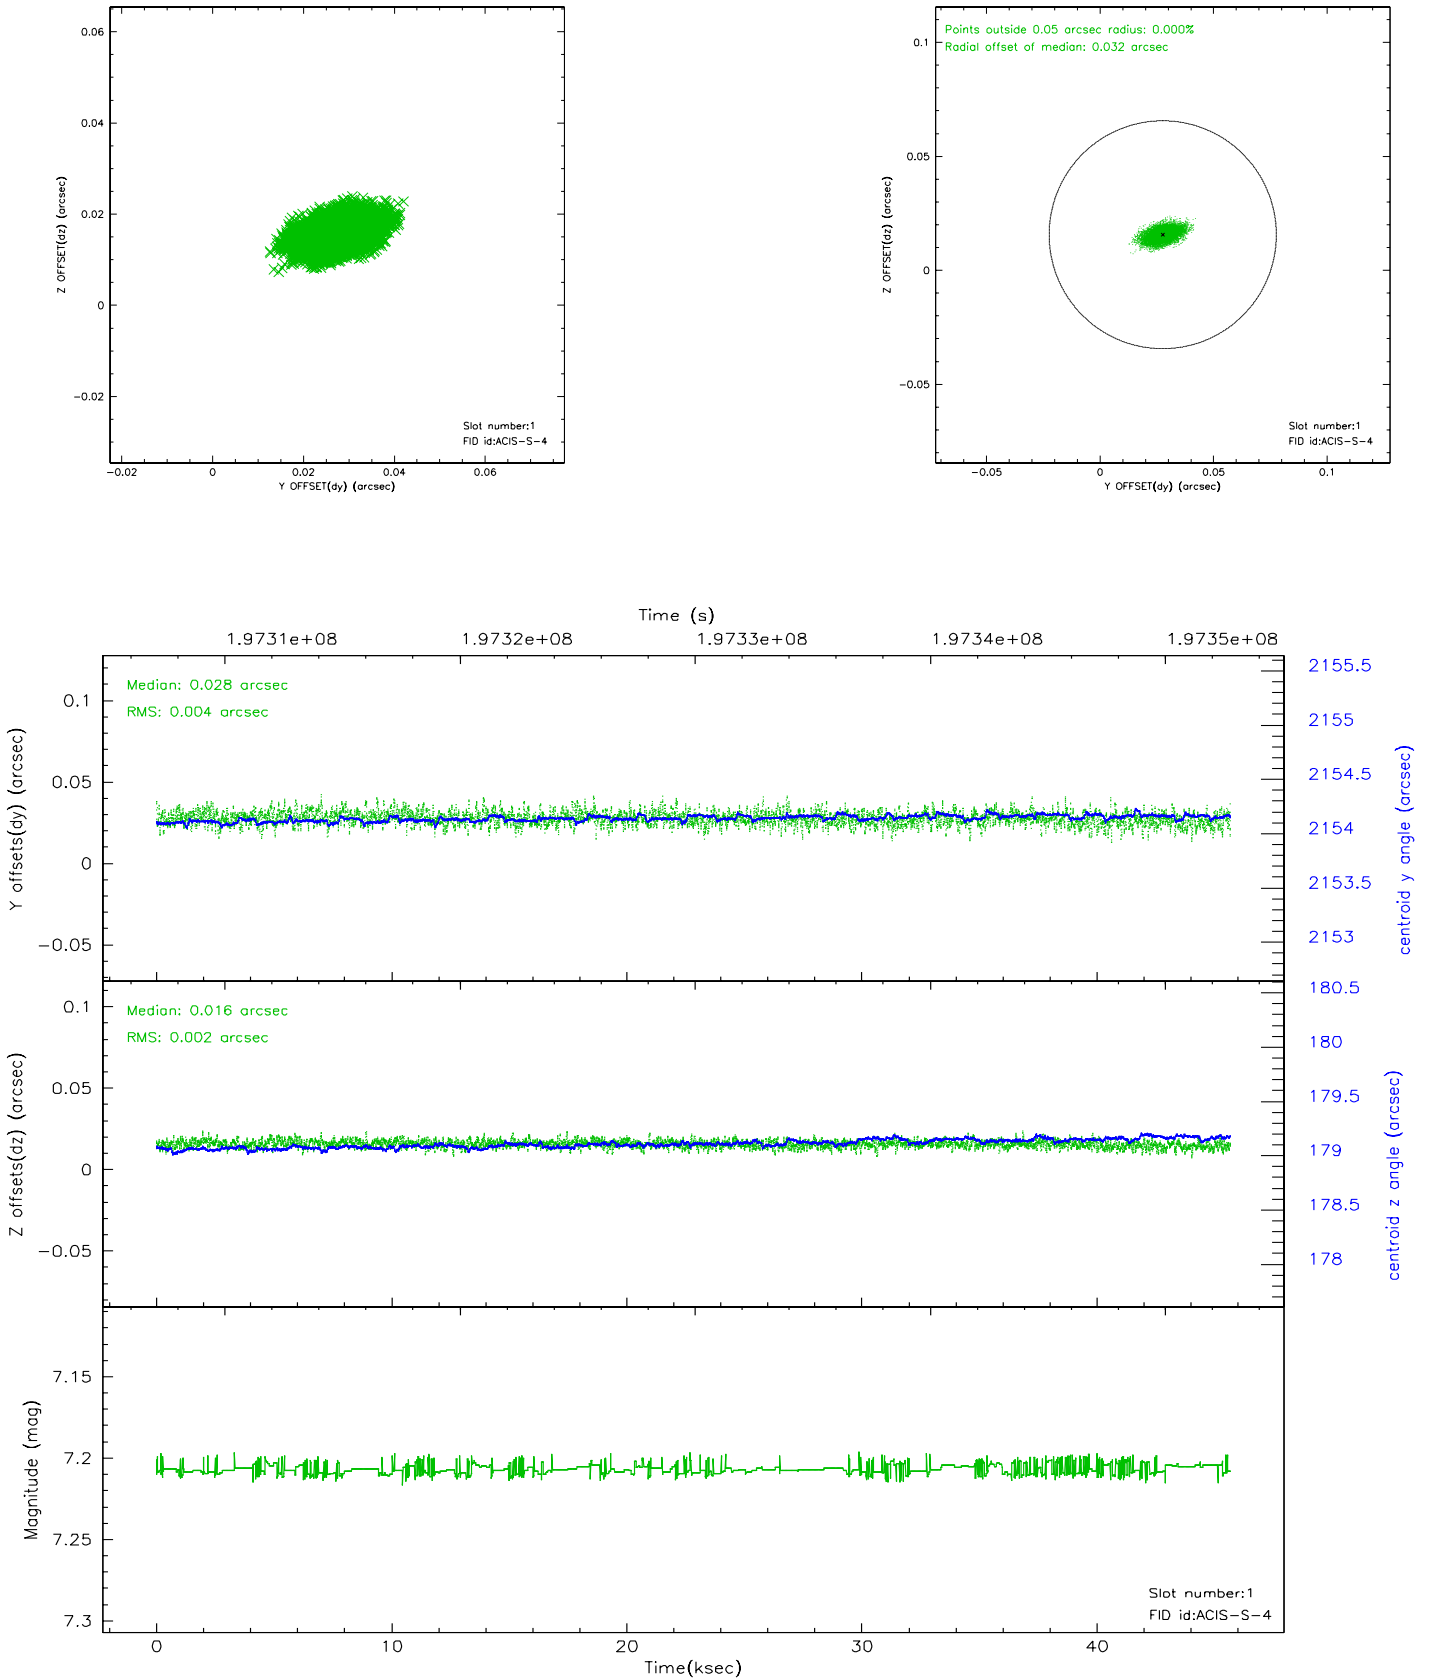 0.06
0.04
0.02
0
−0.02
Z OFFSET(dz) (arcsec)
Slot number:1
FID id:ACIS−S−4
−0.02 0 0.02 0.04 0.06
Y OFFSET(dy) (arcsec)
Points outside 0.05 arcsec radius: 0.000%
Radial offset of median: 0.032 arcsec
0.1
0.05
0
−0.05
Z OFFSET(dz) (arcsec)
Slot number:1
FID id:ACIS−S−4
−0.05 0 0.05 0.1
Y OFFSET(dy) (arcsec)
Time (s)
1.9731e+08 1.9732e+08 1.9733e+08 1.9734e+08 1.9735e+08
Median: 0.028 arcsec
RMS: 0.004 arcsec
0.1
0.05
0
−0.05
Y offsets(dy) (arcsec)
2155.5
2155
2154.5
2154
2153.5
2153
centroid y angle (arcsec)
Median: 0.016 arcsec
RMS: 0.002 arcsec
0.1
0.05
0
−0.05
Z offsets(dz) (arcsec)
180.5
180
179.5
179
178.5
178
centroid z angle (arcsec)
7.15
7.2
7.25
7.3
Magnitude (mag)
Slot number:1
FID id:ACIS−S−4
0 10 20 30 40
Time(ksec)